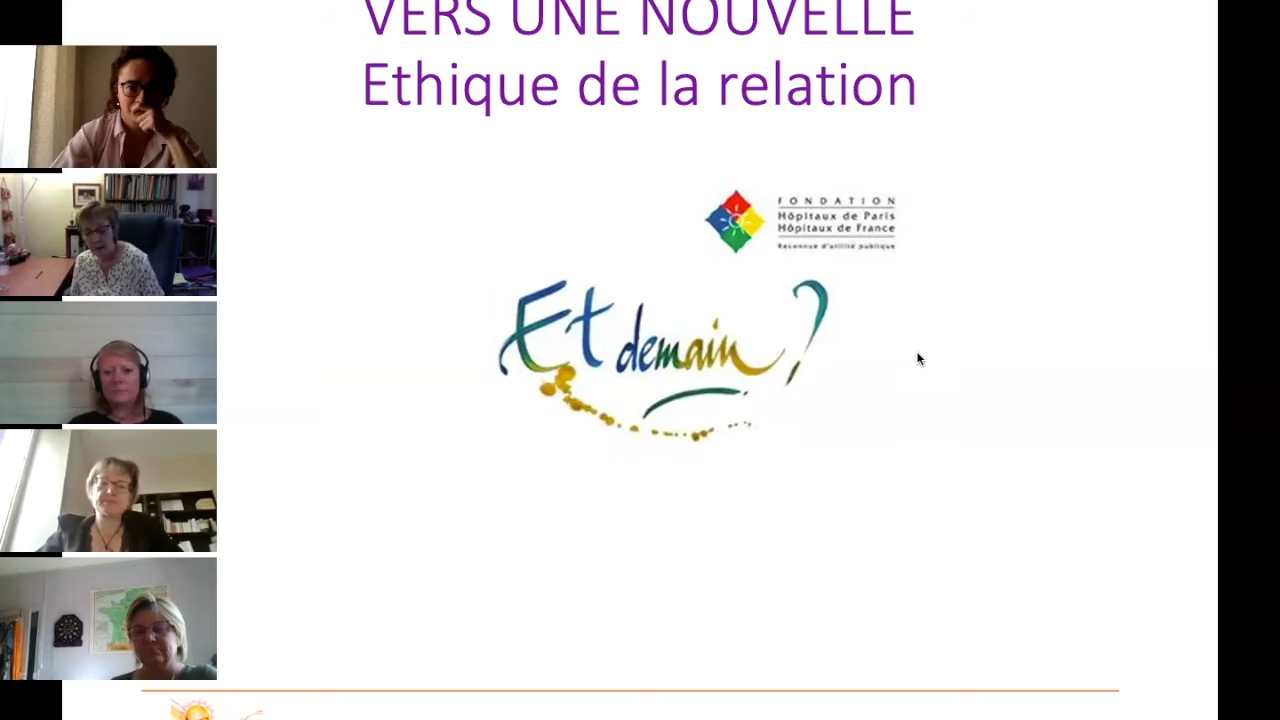 VERS UNE NOUVELLE
Ethique de la relation
FONDATION
Hôpitaux de Paris
Hôpitaux de France
Reconnue d'utilité publique
Et demain ?